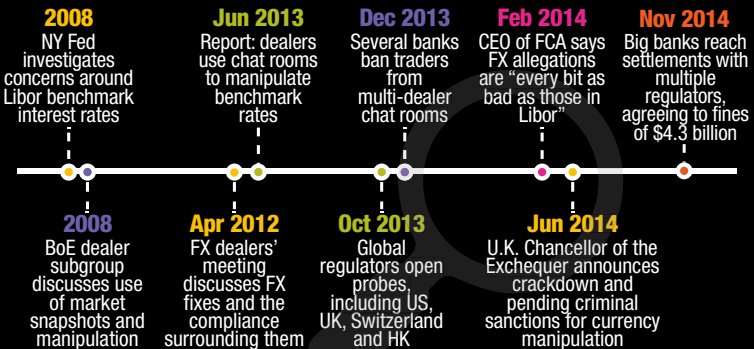 2008
NY Fed
investigates
concerns around
Libor benchmark
interest rates
Jun 2013
Report: dealers
use chat rooms
to manipulate
benchmark
rates
Dec 2013
Several banks
ban traders
from
multi-dealer
chat rooms
Feb 2014
CEO of FCA says
FX allegations
are “every bit as
bad as those in
Libor”
Nov 2014
Big banks reach
settlements with
multiple
regulators,
agreeing to fines
of $4.3 billion
2008
BoE dealer
subgroup
discusses use
of market
snapshots and
manipulation
Apr 2012
FX dealers’
meeting
discusses FX
fixes and the
compliance
surrounding them
Oct 2013
Global
regulators open
probes,
including US,
UK, Switzerland
and HK
Jun 2014
U.K. Chancellor of the
Exchequer announces
crackdown and
pending criminal
sanctions for currency
manipulation